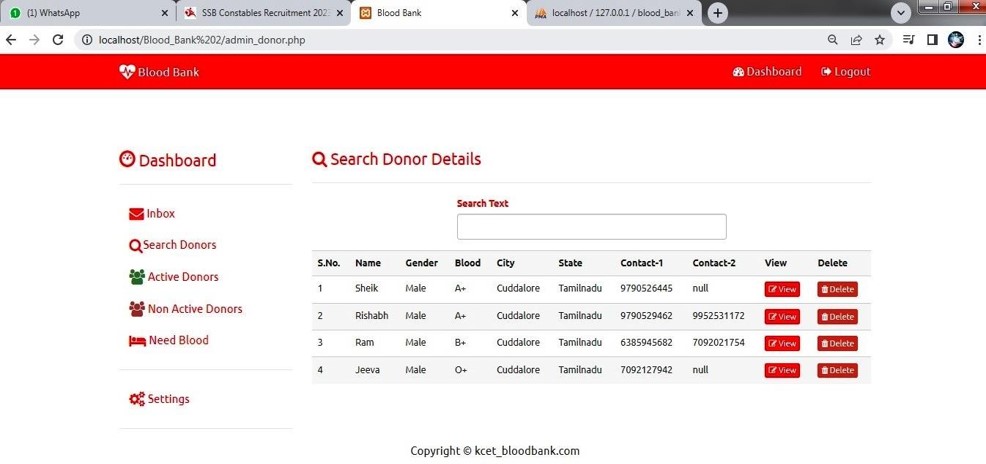 (1) WhatsApp
SSB Constables Recruitment 2023
Blood Bank
localhost / 127.0.0.1 / blood_ban
localhost/Blood_Bank%202/admin_donor.php
Blood Bank
Dashboard
Logout
Dashboard
Inbox
Search Donors
Active Donors
Non Active Donors
Need Blood
Settings
Search Donor Details
Search Text
S.No. Name Gender Blood City State Contact-1 Contact-2 View Delete
1 Sheik Male A+ Cuddalore Tamilnadu 9790526445 null View Delete
2 Rishabh Male A+ Cuddalore Tamilnadu 9790529462 9952531172 View Delete
3 Ram Male B+ Cuddalore Tamilnadu 6385945682 7092021754 View Delete
4 Jeeva Male O+ Cuddalore Tamilnadu 7092127942 null View Delete
Copyright © kcet_bloodbank.com